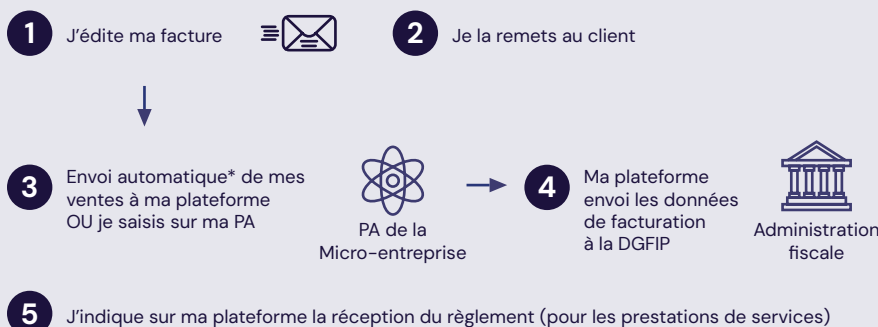 1 J’édite ma facture
2 Je la remets au client
3 Envoi automatique* de mes
ventes à ma plateforme
OU je saisis sur ma PA
PA de la
Micro-entreprise
4 Ma plateforme
envoi les données
de facturation
à la DGFIP
Administration
fiscale
5 J’indique sur ma plateforme la réception du règlement (pour les prestations de services)